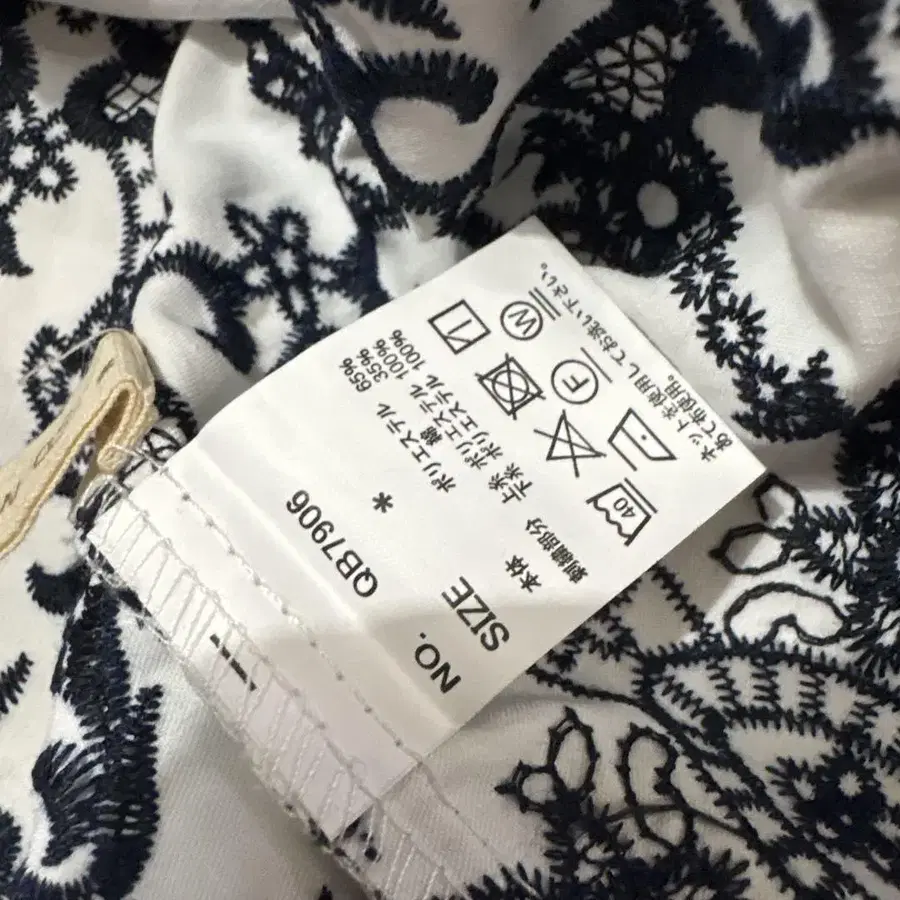 NO. QB7906
SIZE *
本体 ポリエステル 65%
綿 35%
刺繍部分 上糸 ポリエステル 100%
下糸 ポリエステル 100%
40
F
W
ネットを使用してお洗い下さい。
あて布使用。